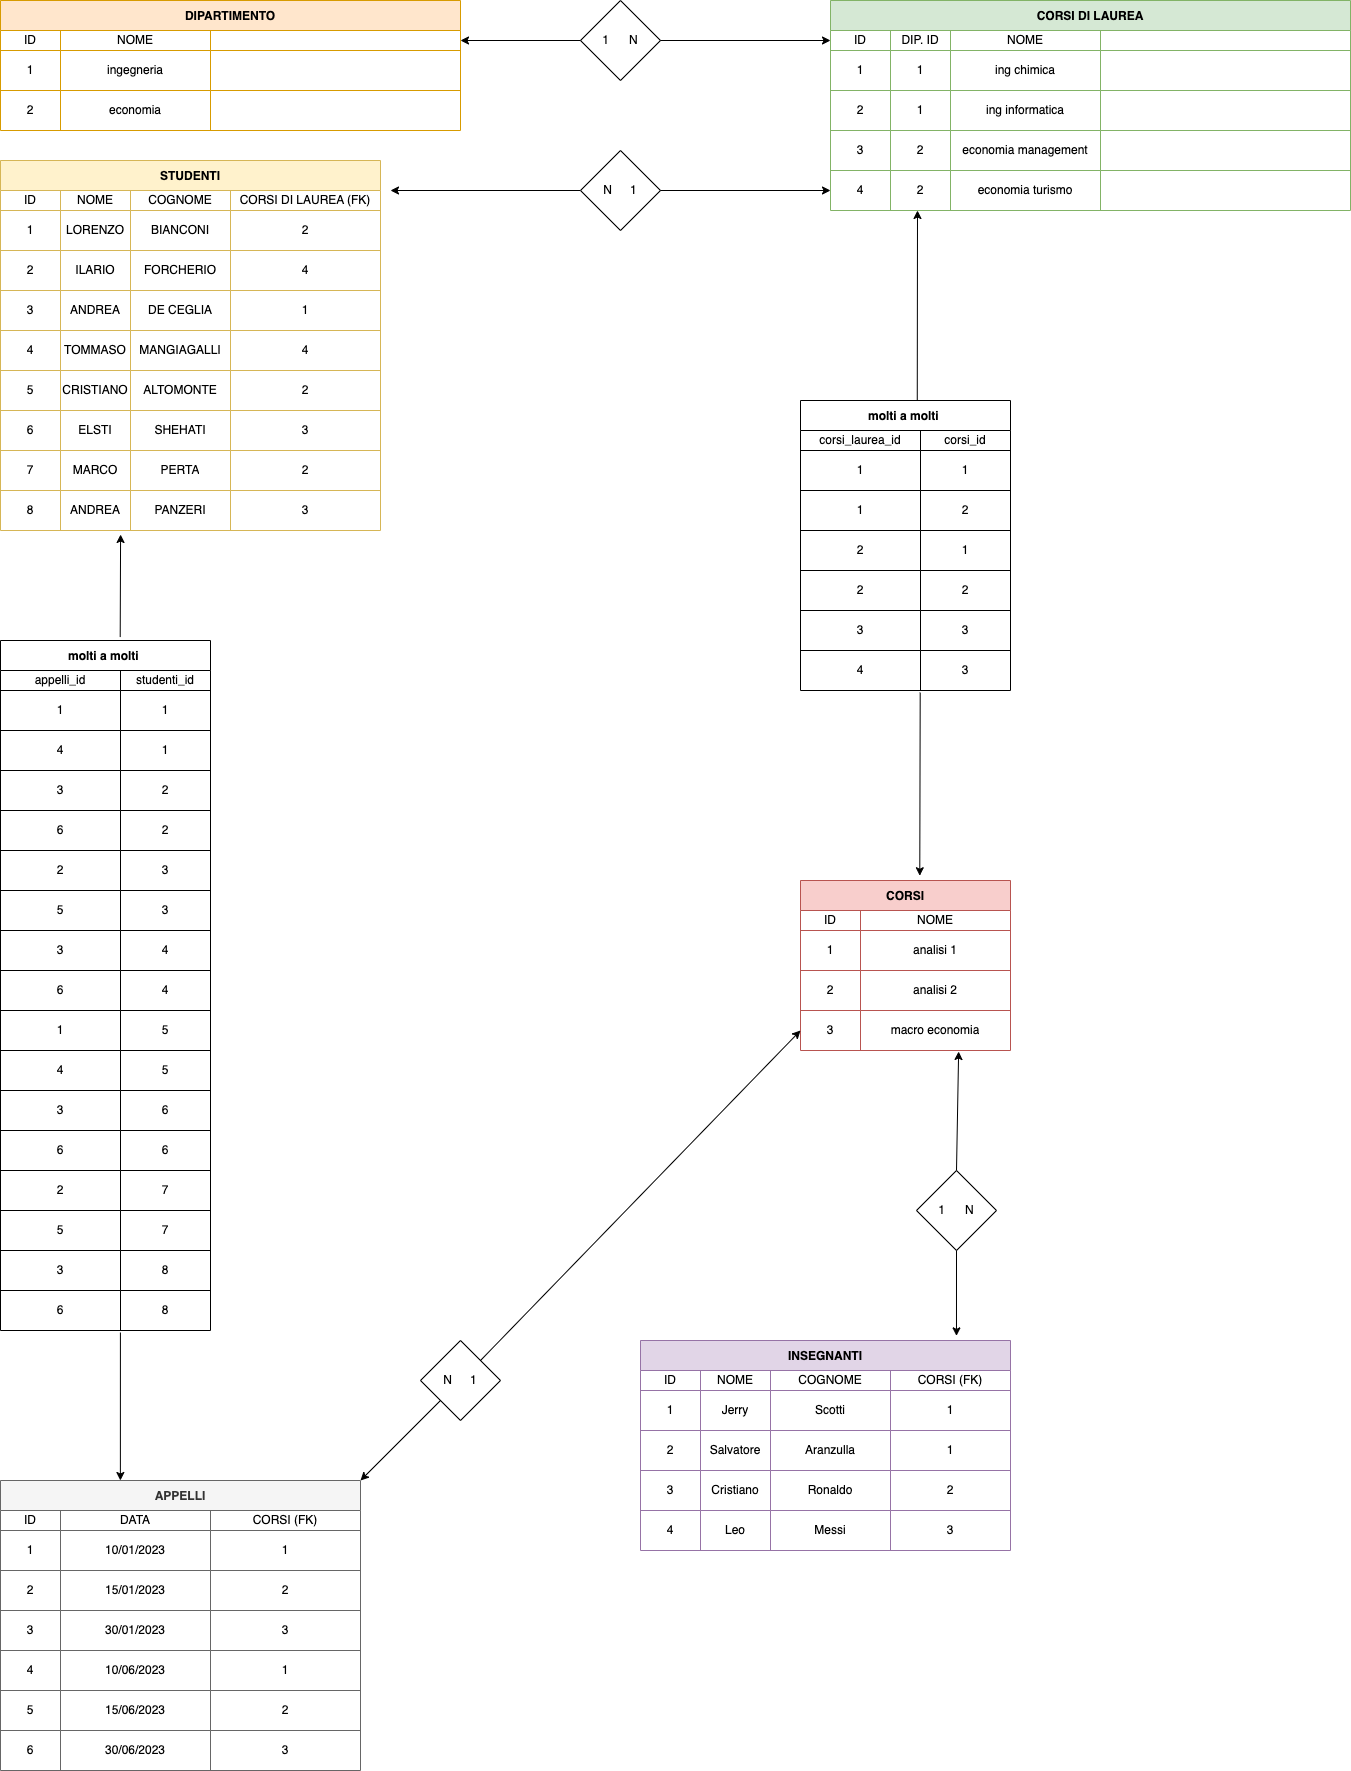 DIPARTIMENTO
ID NOME
1 ingegneria
2 economia
1 N
CORSI DI LAUREA
ID DIP. ID NOME
1 1 ing chimica
2 1 ing informatica
3 2 economia management
4 2 economia turismo
STUDENTI
ID NOME COGNOME CORSI DI LAUREA (FK)
1 LORENZO BIANCONI 2
2 ILARIO FORCHERIO 4
3 ANDREA DE CEGLIA 1
4 TOMMASO MANGIAGALLI 4
5 CRISTIANO ALTOMONTE 2
6 ELSTI SHEHATI 3
7 MARCO PERTA 2
8 ANDREA PANZERI 3
N 1
molti a molti
corsi_laurea_id corsi_id
1 1
1 2
2 1
2 2
3 3
4 3
molti a molti
appelli_id studenti_id
1 1
4 1
3 2
6 2
2 3
5 3
3 4
6 4
1 5
4 5
3 6
6 6
2 7
5 7
3 8
6 8
CORSI
ID NOME
1 analisi 1
2 analisi 2
3 macro economia
1 N
N 1
INSEGNANTI
ID NOME COGNOME CORSI (FK)
1 Jerry Scotti 1
2 Salvatore Aranzulla 1
3 Cristiano Ronaldo 2
4 Leo Messi 3
APPELLI
ID DATA CORSI (FK)
1 10/01/2023 1
2 15/01/2023 2
3 30/01/2023 3
4 10/06/2023 1
5 15/06/2023 2
6 30/06/2023 3